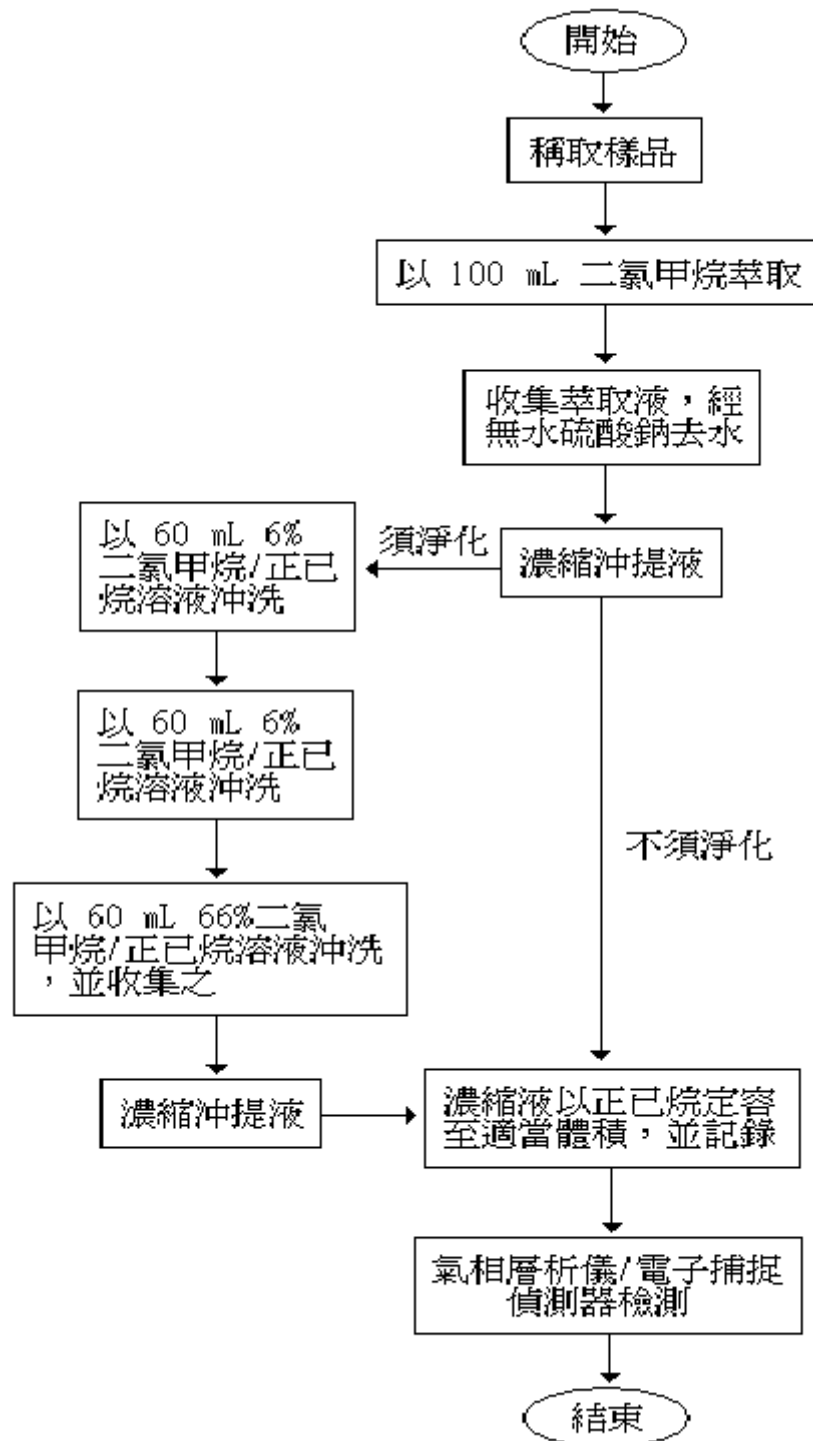 開始
稱取樣品
以 100 mL 二氯甲烷萃取
收集萃取液，經
無水硫酸鈉去水
濃縮沖提液
須淨化
以 60 mL 6%
二氯甲烷/正已
烷溶液沖洗
以 60 mL 6%
二氯甲烷/正已
烷溶液沖洗
以 60 mL 66%二氯
甲烷/正已烷溶液沖洗
，並收集之
濃縮沖提液
不須淨化
濃縮液以正已烷定容
至適當體積，並記錄
氣相層析儀/電子捕捉
偵測器檢測
結束